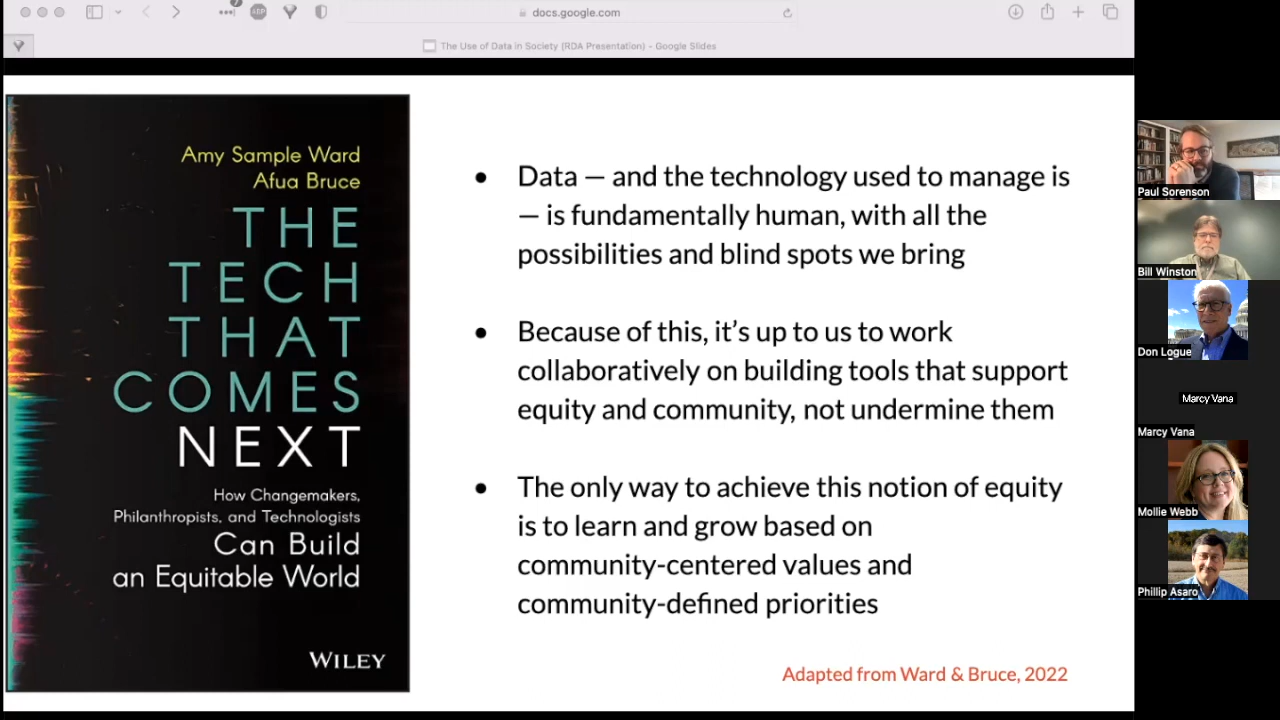 7
ABP
docs.google.com
The Use of Data in Society (RDA Presentation) – Google Slides
Amy Sample Ward
Afua Bruce
THE
TECH
THAT
COMES
NEXT
How Changemakers,
Philanthropists, and Technologists
Can Build
an Equitable World
WILEY
• Data — and the technology used to manage is
— is fundamentally human, with all the
possibilities and blind spots we bring
• Because of this, it’s up to us to work
collaboratively on building tools that support
equity and community, not undermine them
• The only way to achieve this notion of equity
is to learn and grow based on
community-centered values and
community-defined priorities
Adapted from Ward & Bruce, 2022
Paul Sorenson
Bill Winston
Don Logue
Marcy Vana
Marcy Vana
Mollie Webb
Phillip Asaro